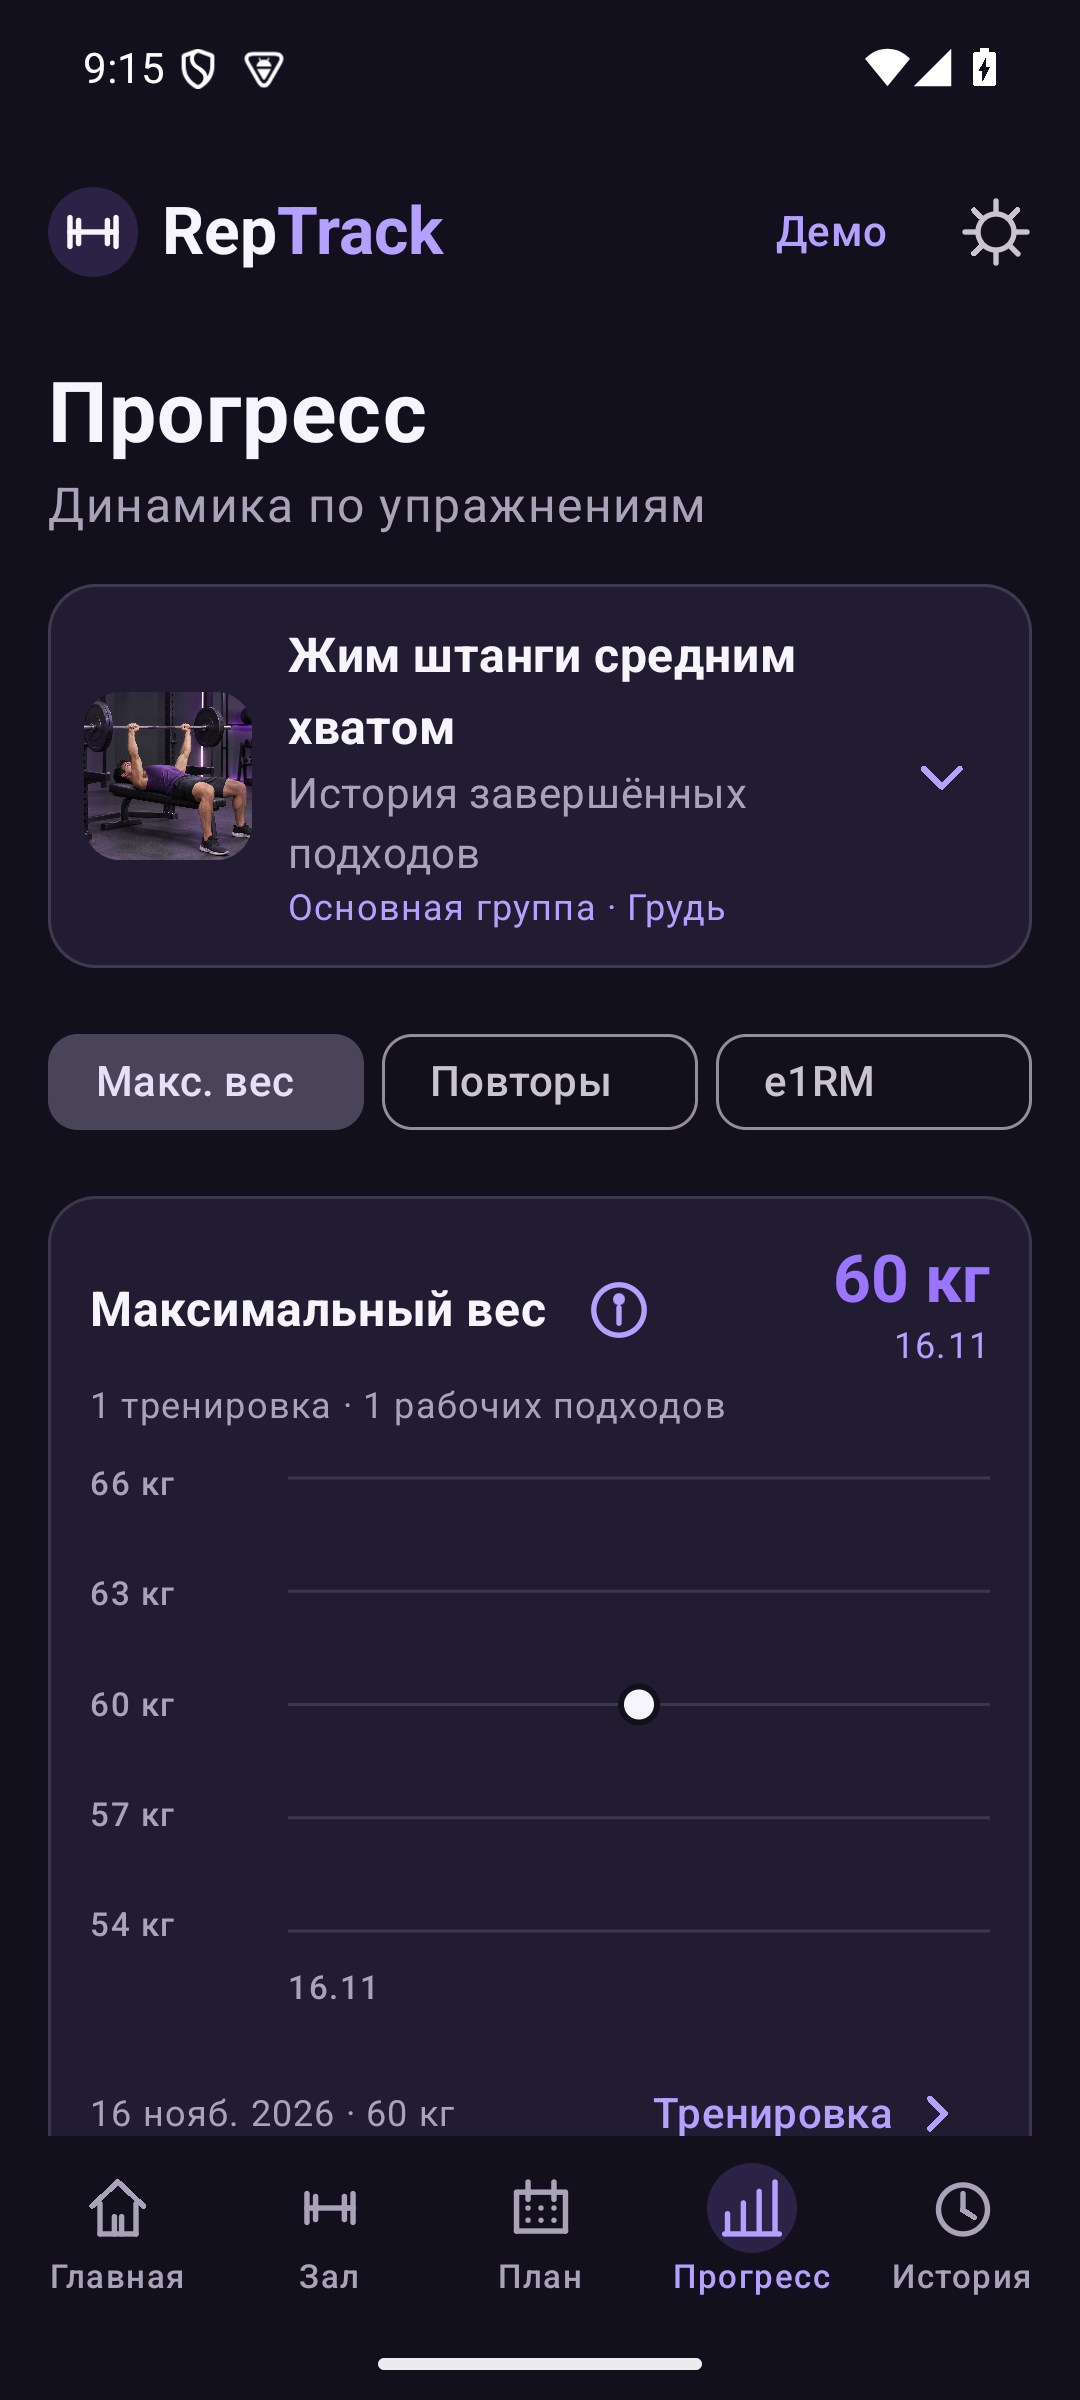 9:15
RepTrack
Демо
Прогресс
Динамика по упражнениям
Жим штанги средним
хватом
История завершённых
подходов
Основная группа · Грудь
Макс. вес
Повторы
e1RM
Максимальный вес
60 кг
16.11
1 тренировка · 1 рабочих подходов
66 кг
63 кг
60 кг
57 кг
54 кг
16.11
16 нояб. 2026 · 60 кг
Тренировка
Главная
Зал
План
Прогресс
История